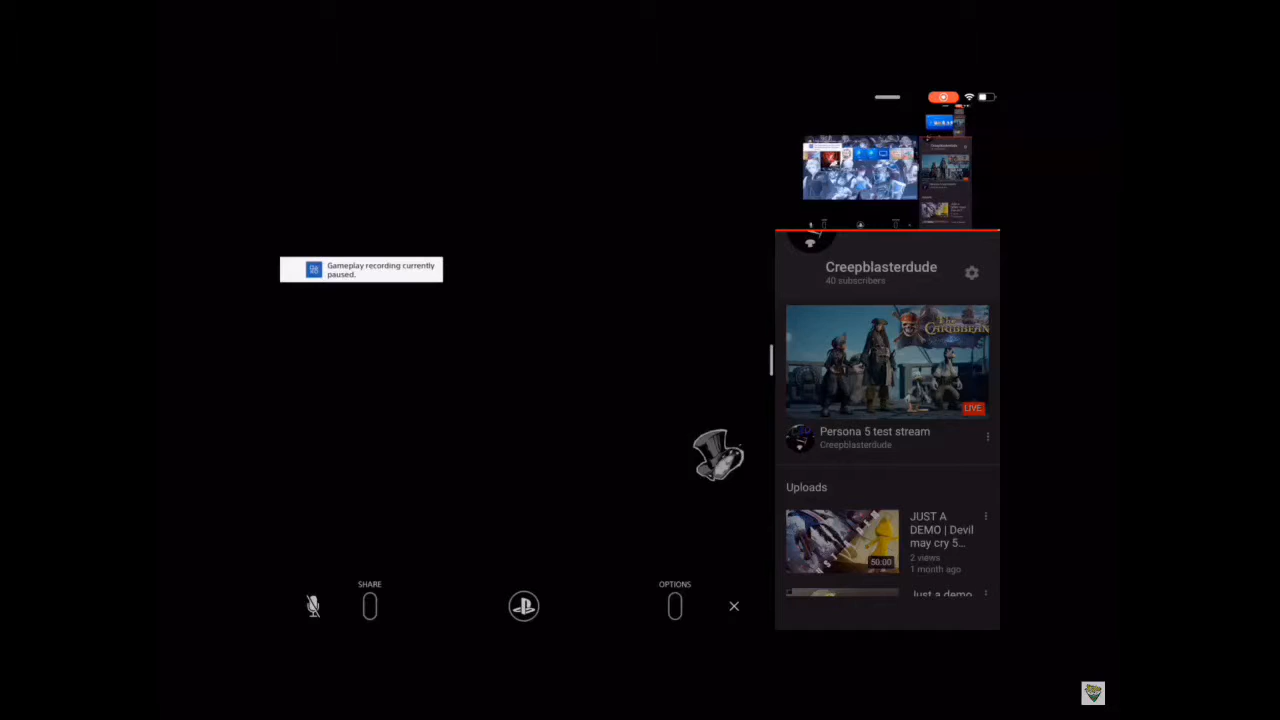 Gameplay recording currently
paused.
SHARE
OPTIONS
Creepblasterdude
40 subscribers
CARIBBEAN
LIVE
Persona 5 test stream
Creepblasterdude
Uploads
JUST A
DEMO | Devil
may cry 5...
50:00
2 views
1 month ago
Just a demo